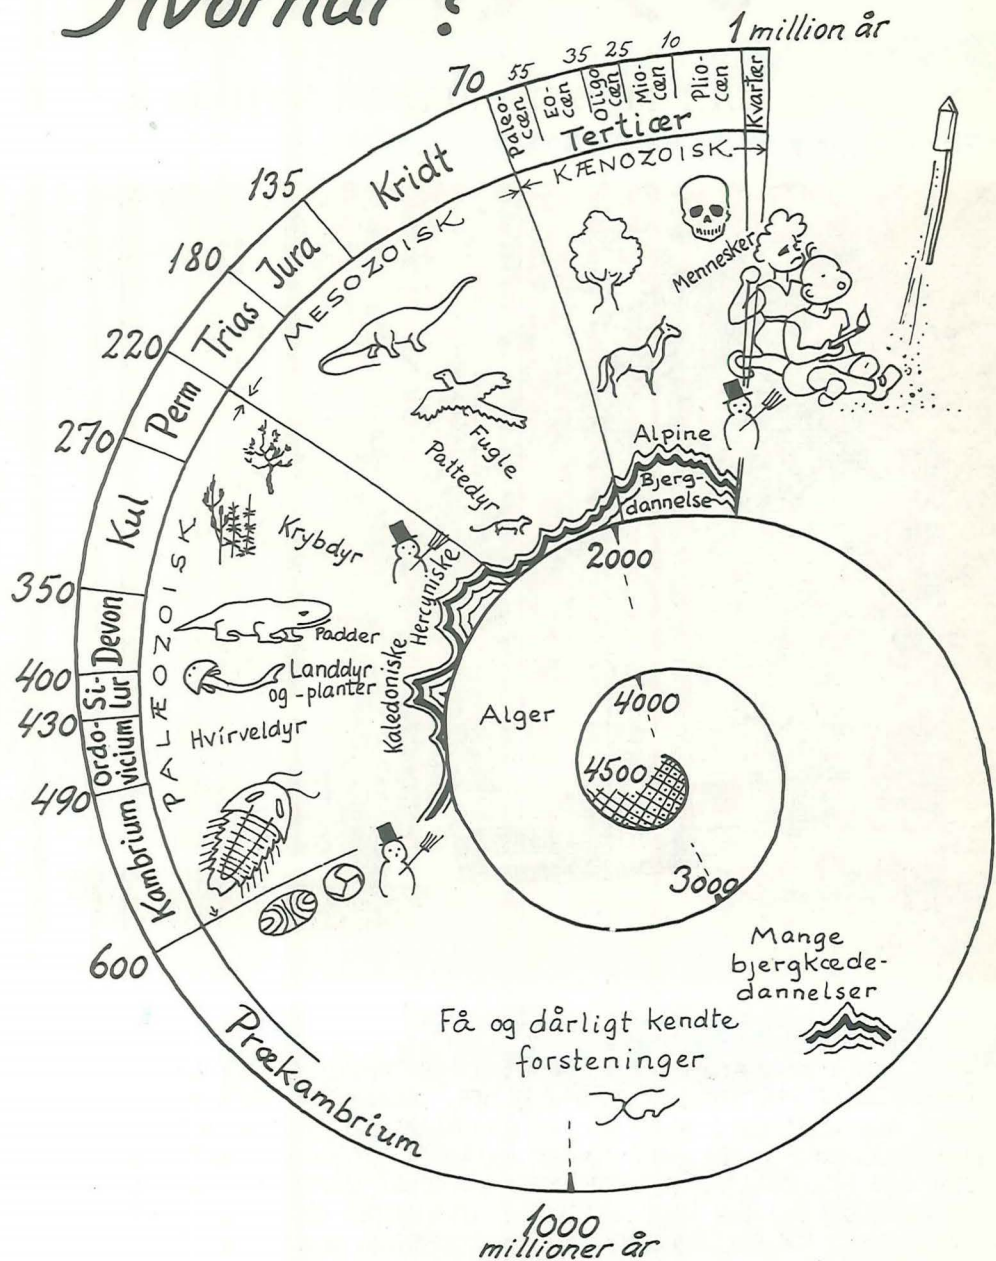 Hvornår?
1 million år
10
25
35
55
70
135
180
220
270
350
400
430
490
600
1000
millioner år
Kvartær
Plio-
cæn
Mio-
cæn
Oligo
cæn
Eo-
cæn
Paleo-
cæn
Tertiær
Kridt
Jura
Trias
Perm
Kul
Devon
Si-
lur
Ordo-
vicium
Kambrium
Prækambrium
KÆNOZOISK
MESOZOISK
PALÆOZOISK
Mennesker
Fugle
Pattedyr
Krybdyr
Padder
Landdyr
og -planter
Hvirveldyr
Alpine
Bjerg-
dannelse
Hercyniske
Kaledoniske
Alger
2000
4000
4500
3000
Mange
bjergkæde-
dannelser
Få og dårligt kendte
forsteninger